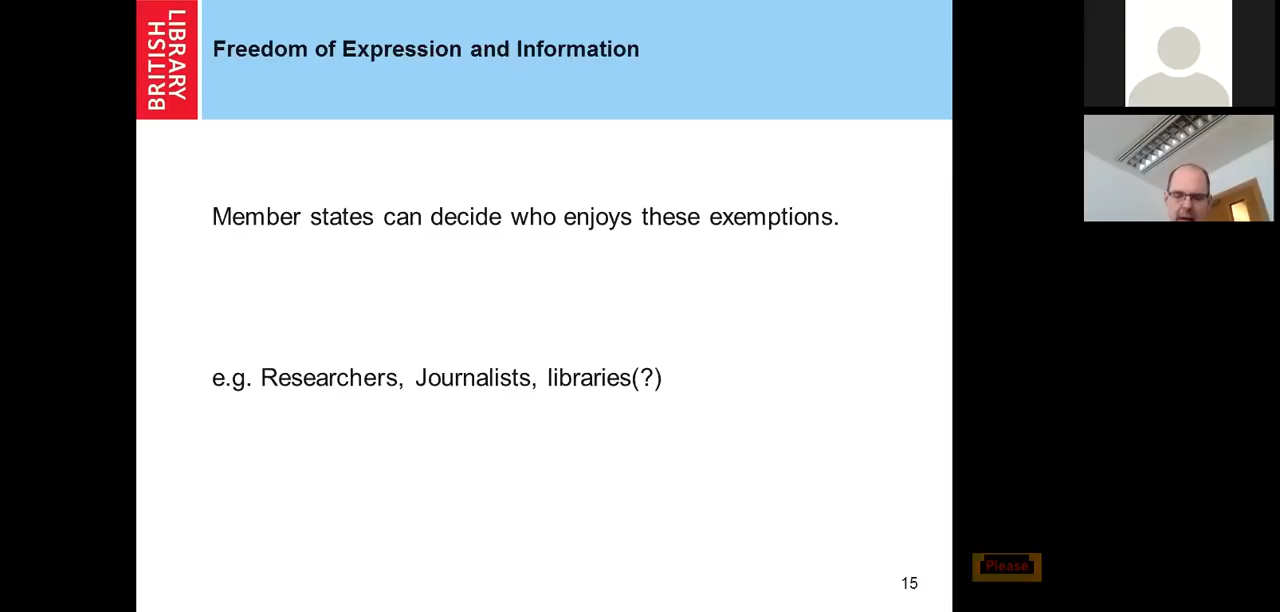 BRITISH
LIBRARY
Freedom of Expression and Information
Member states can decide who enjoys these exemptions.
e.g. Researchers, Journalists, libraries(?)
15
Please